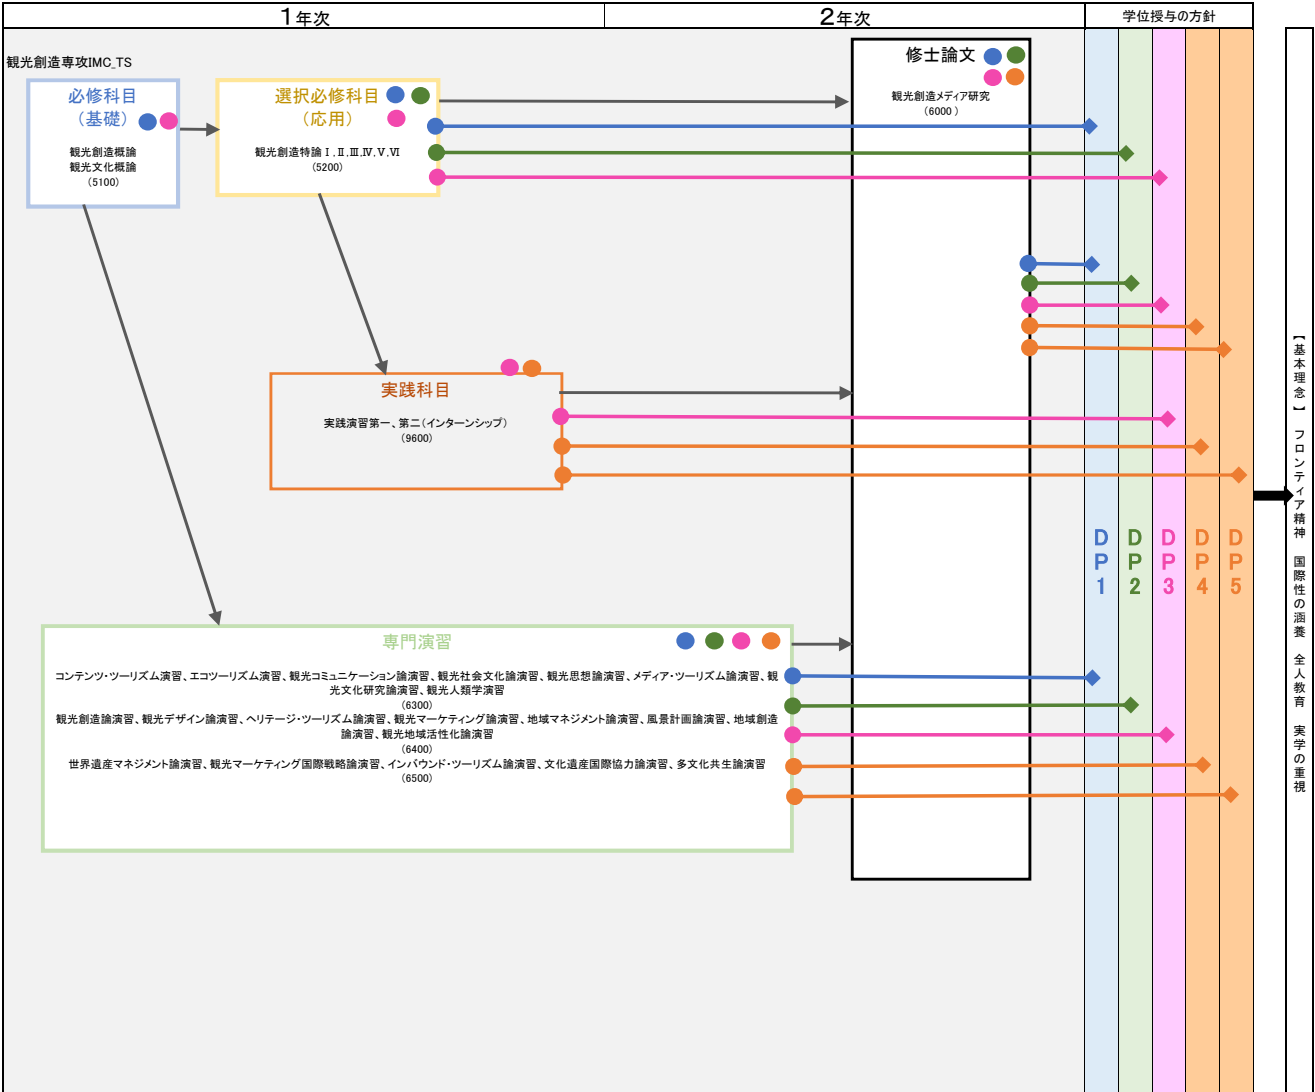 1年次
2年次
学位授与の方針
観光創造専攻IMC_TS
必修科目
（基礎）
観光創造概論
観光文化概論
(5100)
選択必修科目
（応用）
観光創造特論Ⅰ,Ⅱ,Ⅲ,Ⅳ,Ⅴ,Ⅵ
(5200)
修士論文
観光創造メディア研究
(6000 )
実践科目
実践演習第一、第二（インターンシップ）
(9600)
専門演習
コンテンツ・ツーリズム演習、エコツーリズム演習、観光コミュニケーション論演習、観光社会文化論演習、観光思想論演習、メディア・ツーリズム論演習、観
光文化研究論演習、観光人類学演習
(6300)
観光創造論演習、観光デザイン論演習、ヘリテージ・ツーリズム論演習、観光マーケティング論演習、地域マネジメント論演習、風景計画論演習、地域創造
論演習、観光地域活性化論演習
(6400)
世界遺産マネジメント論演習、観光マーケティング国際戦略論演習、インバウンド・ツーリズム論演習、文化遺産国際協力論演習、多文化共生論演習
(6500)
DP1
DP2
DP3
DP4
DP5
【基本理念】 フロンティア精神 国際性の涵養 全人教育 実学の重視